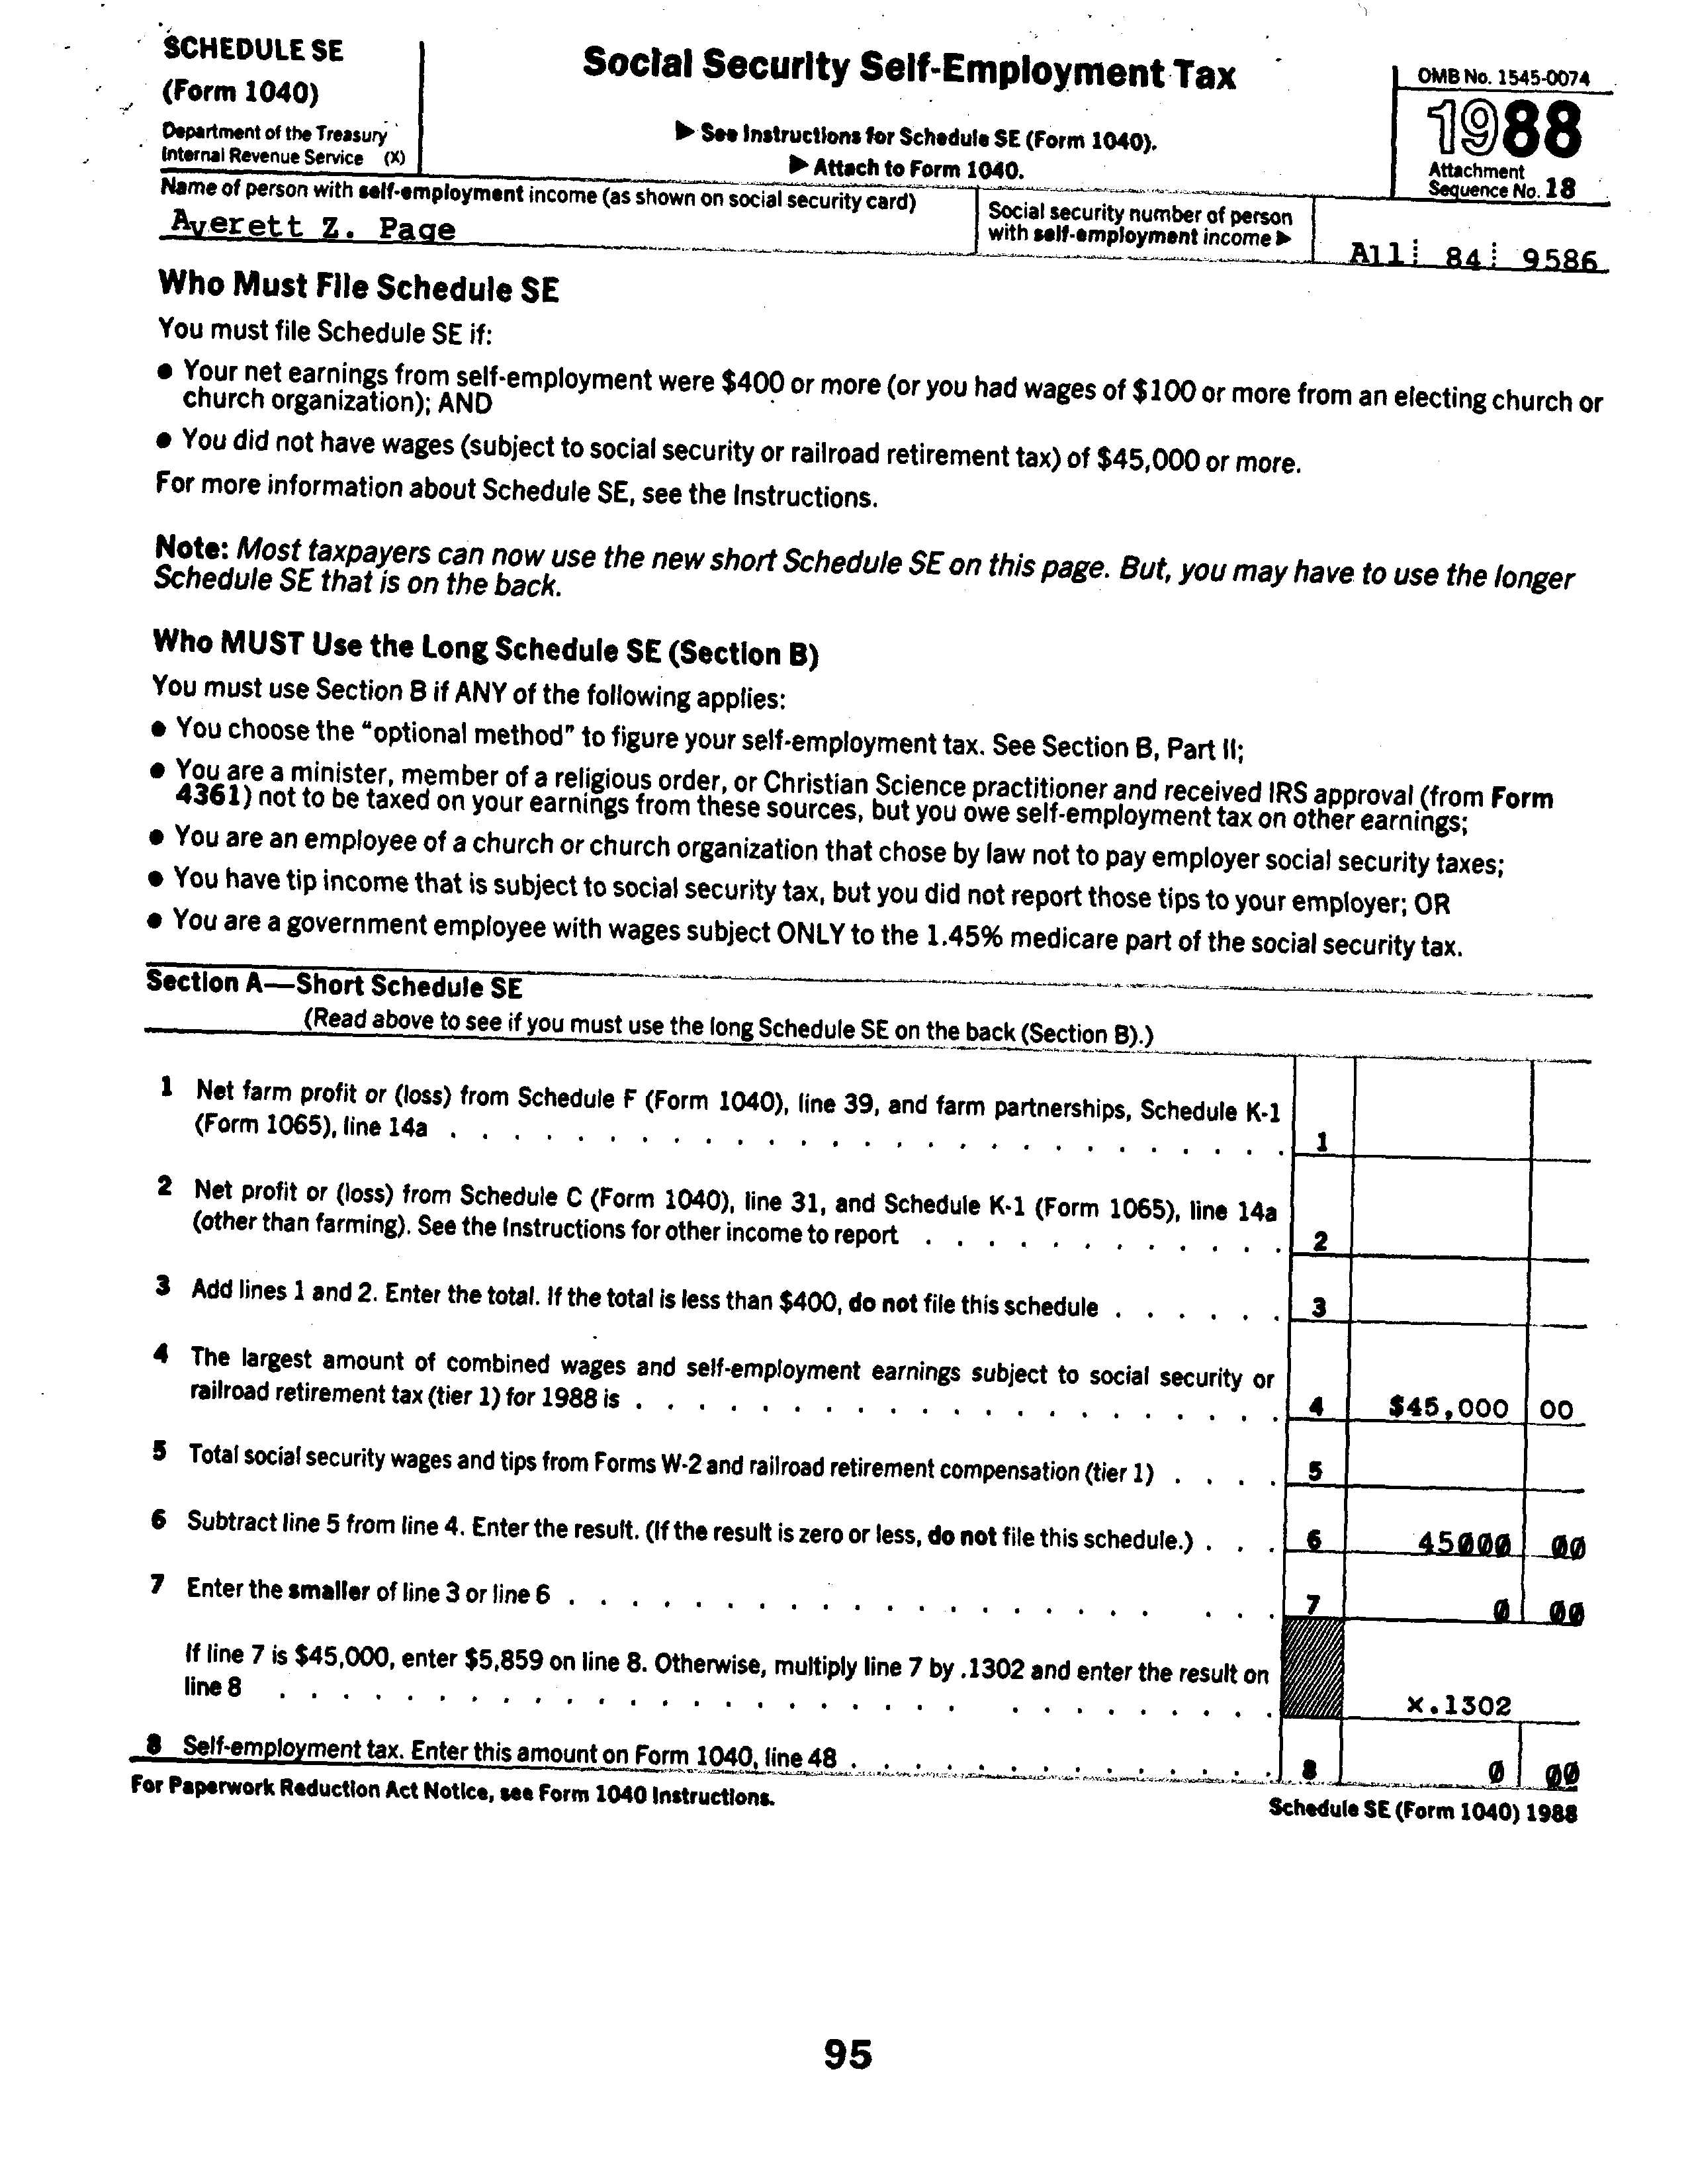 SCHEDULE SE
(Form 1040)
Department of the Treasury
Internal Revenue Service (X)
Social Security Self-Employment Tax
▶ See Instructions for Schedule SE (Form 1040).
▶ Attach to Form 1040.
OMB No. 1545-0074
1988
Attachment
Sequence No. 18
Name of person with self-employment income (as shown on social security card)
Averett Z. Page
Social security number of person
with self-employment income ▶
All 84 9586
Who Must File Schedule SE
You must file Schedule SE if:
● Your net earnings from self-employment were $400 or more (or you had wages of $100 or more from an electing church or
church organization); AND
● You did not have wages (subject to social security or railroad retirement tax) of $45,000 or more.
For more information about Schedule SE, see the Instructions.
Note: Most taxpayers can now use the new short Schedule SE on this page. But, you may have to use the longer
Schedule SE that is on the back.
Who MUST Use the Long Schedule SE (Section B)
You must use Section B if ANY of the following applies:
● You choose the "optional method" to figure your self-employment tax. See Section B, Part II;
● You are a minister, member of a religious order, or Christian Science practitioner and received IRS approval (from Form
4361) not to be taxed on your earnings from these sources, but you owe self-employment tax on other earnings;
● You are an employee of a church or church organization that chose by law not to pay employer social security taxes;
● You have tip income that is subject to social security tax, but you did not report those tips to your employer; OR
● You are a government employee with wages subject ONLY to the 1.45% medicare part of the social security tax.
Section A—Short Schedule SE
(Read above to see if you must use the long Schedule SE on the back (Section B).)
1 Net farm profit or (loss) from Schedule F (Form 1040), line 39, and farm partnerships, Schedule K-1
(Form 1065), line 14a . . . . . . . . . . . . . . . . . . . . . . . . . . . 1
2 Net profit or (loss) from Schedule C (Form 1040), line 31, and Schedule K-1 (Form 1065), line 14a
(other than farming). See the Instructions for other income to report . . . . . . . . . . . . 2
3 Add lines 1 and 2. Enter the total. If the total is less than $400, do not file this schedule . . . . . . 3
4 The largest amount of combined wages and self-employment earnings subject to social security or
railroad retirement tax (tier 1) for 1988 is . . . . . . . . . . . . . . . . . . . . . 4 $45,000 00
5 Total social security wages and tips from Forms W-2 and railroad retirement compensation (tier 1) . . . . 5
6 Subtract line 5 from line 4. Enter the result. (If the result is zero or less, do not file this schedule.) . . . 6 45000 00
7 Enter the smaller of line 3 or line 6 . . . . . . . . . . . . . . . . . . . . . . 7 0 00
If line 7 is $45,000, enter $5,859 on line 8. Otherwise, multiply line 7 by .1302 and enter the result on
line 8 . . . . . . . . . . . . . . . . . . . . . . . . . . . . . . x.1302
8 Self-employment tax. Enter this amount on Form 1040, line 48 . . . . . . . . . . . . . . 8 0 00
For Paperwork Reduction Act Notice, see Form 1040 Instructions.
Schedule SE (Form 1040) 1988
95